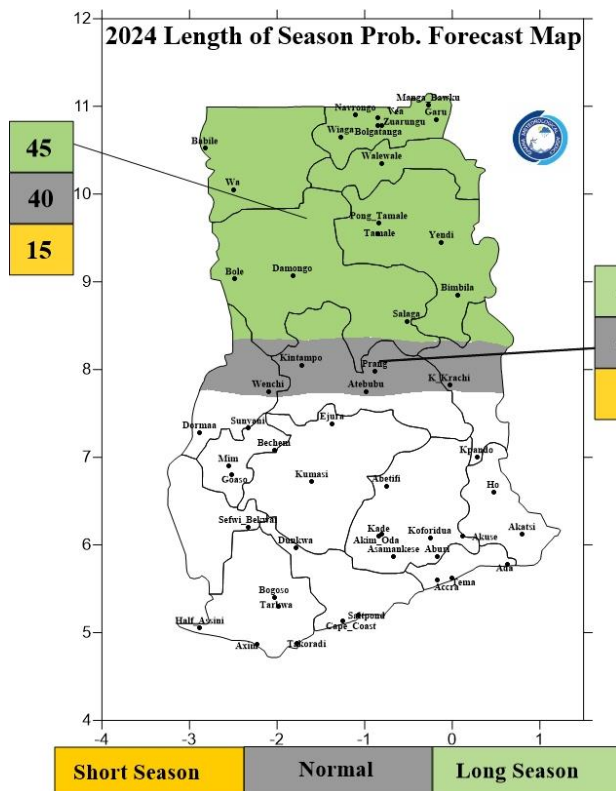 2024 Length of Season Prob. Forecast Map
12
11
10
9
8
7
6
5
4
-4
-3
-2
-1
0
1
45
40
15
Manga_Bawku
Navrongo
Vea
Garu
Zuarungu
Wiaga
Bolgatanga
Babile
Walewale
Wa
Pong_Tamale
Tamale
Yendi
Bole
Damongo
Bimbila
Salaga
Kintampo
Prang
K_Krachi
Wenchi
Atebubu
Ejura
Sunyani
Dormaa
Bechem
Kpando
Mim
Goaso
Kumasi
Abetifi
Ho
Sefwi_Bekwai
Kade
Koforidua
Akuse
Akatsi
Akim_Oda
Dunkwa
Asamankese
Aburi
Ada
Tema
Accra
Bogoso
Tarkwa
Saltpond
Half_Assini
Cape_Coast
Axim
Takoradi
Short Season
Normal
Long Season